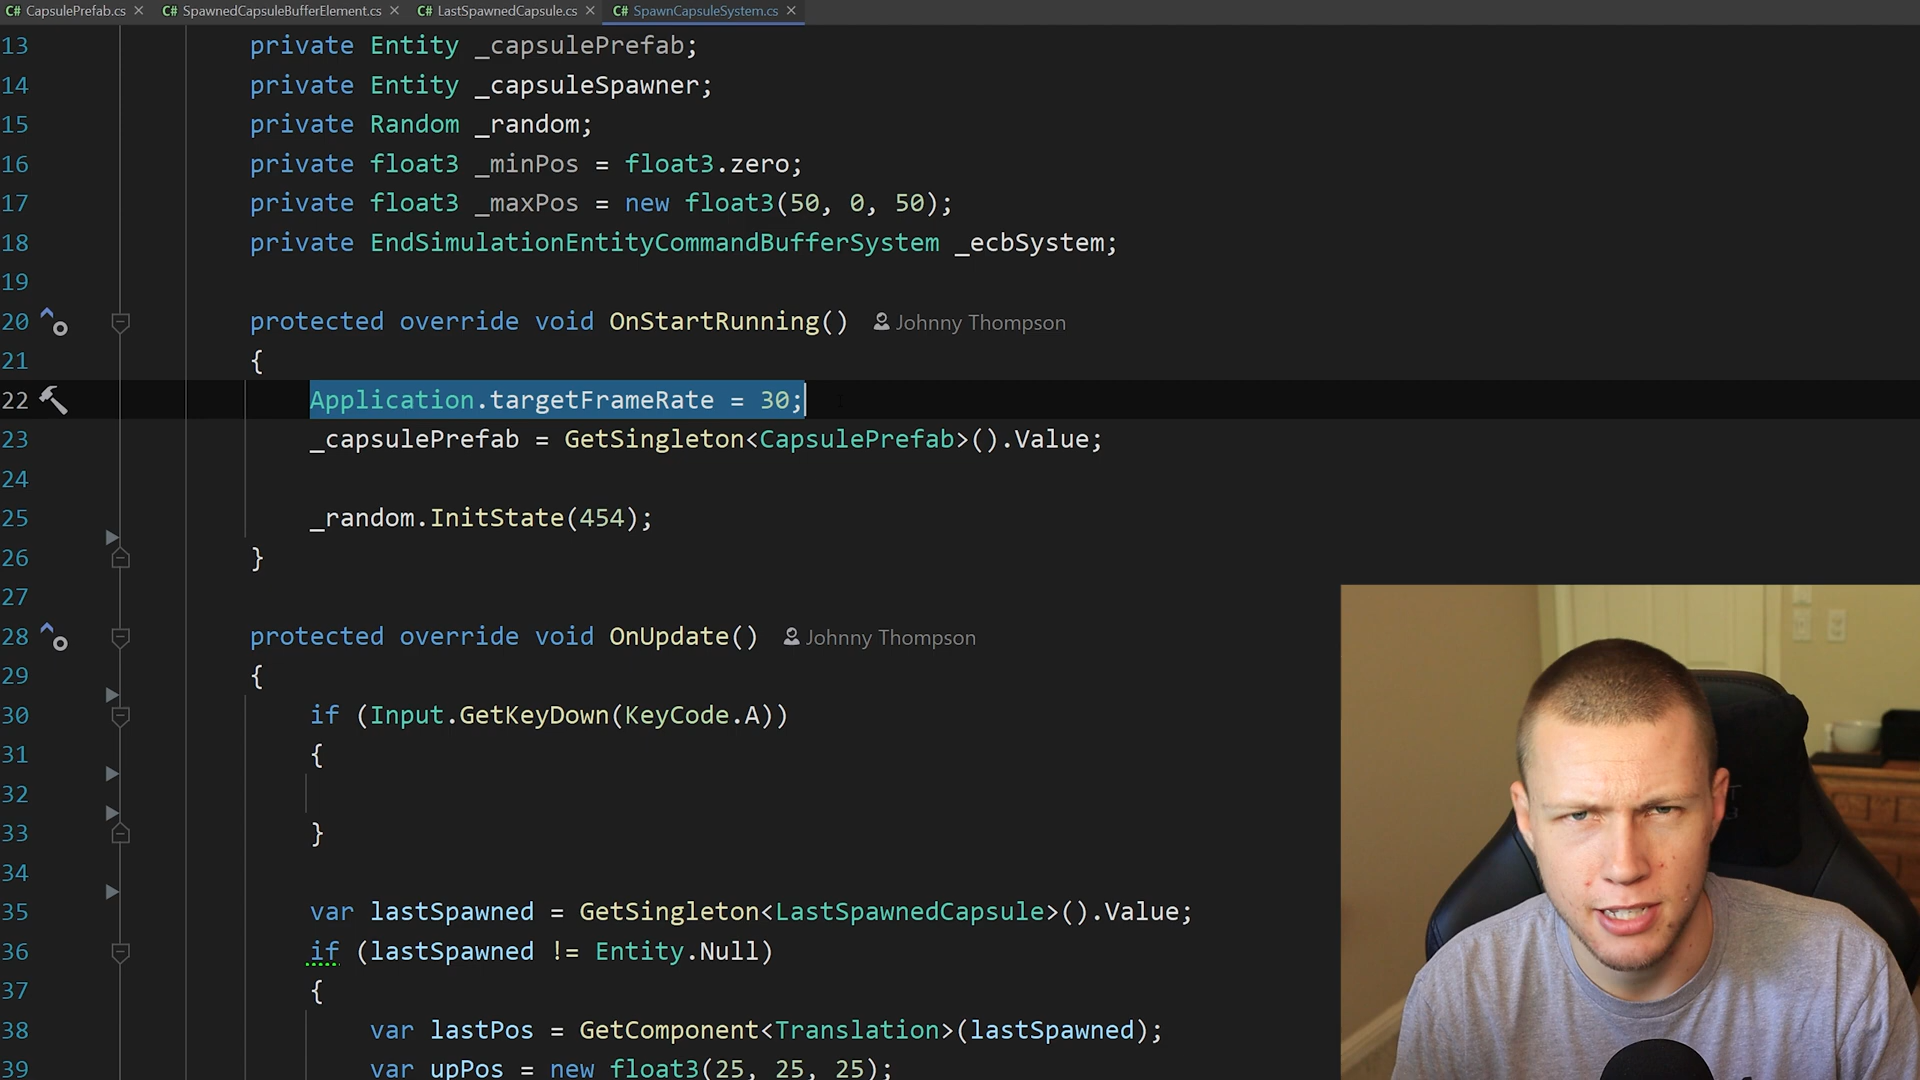 C# CapsulePrefab.cs
C# SpawnedCapsuleBufferElement.cs
C# LastSpawnedCapsule.cs
C# SpawnCapsuleSystem.cs
13 private Entity _capsulePrefab;
14 private Entity _capsuleSpawner;
15 private Random _random;
16 private float3 _minPos = float3.zero;
17 private float3 _maxPos = new float3(50, 0, 50);
18 private EndSimulationEntityCommandBufferSystem _ecbSystem;
19
20 protected override void OnStartRunning() Johnny Thompson
21 {
22 Application.targetFrameRate = 30;
23 _capsulePrefab = GetSingleton<CapsulePrefab>().Value;
24
25 _random.InitState(454);
26 }
27
28 protected override void OnUpdate() Johnny Thompson
29 {
30 if (Input.GetKeyDown(KeyCode.A))
31 {
32
33 }
34
35 var lastSpawned = GetSingleton<LastSpawnedCapsule>().Value;
36 if (lastSpawned != Entity.Null)
37 {
38 var lastPos = GetComponent<Translation>(lastSpawned);
39 var upPos = new float3(25, 25, 25);